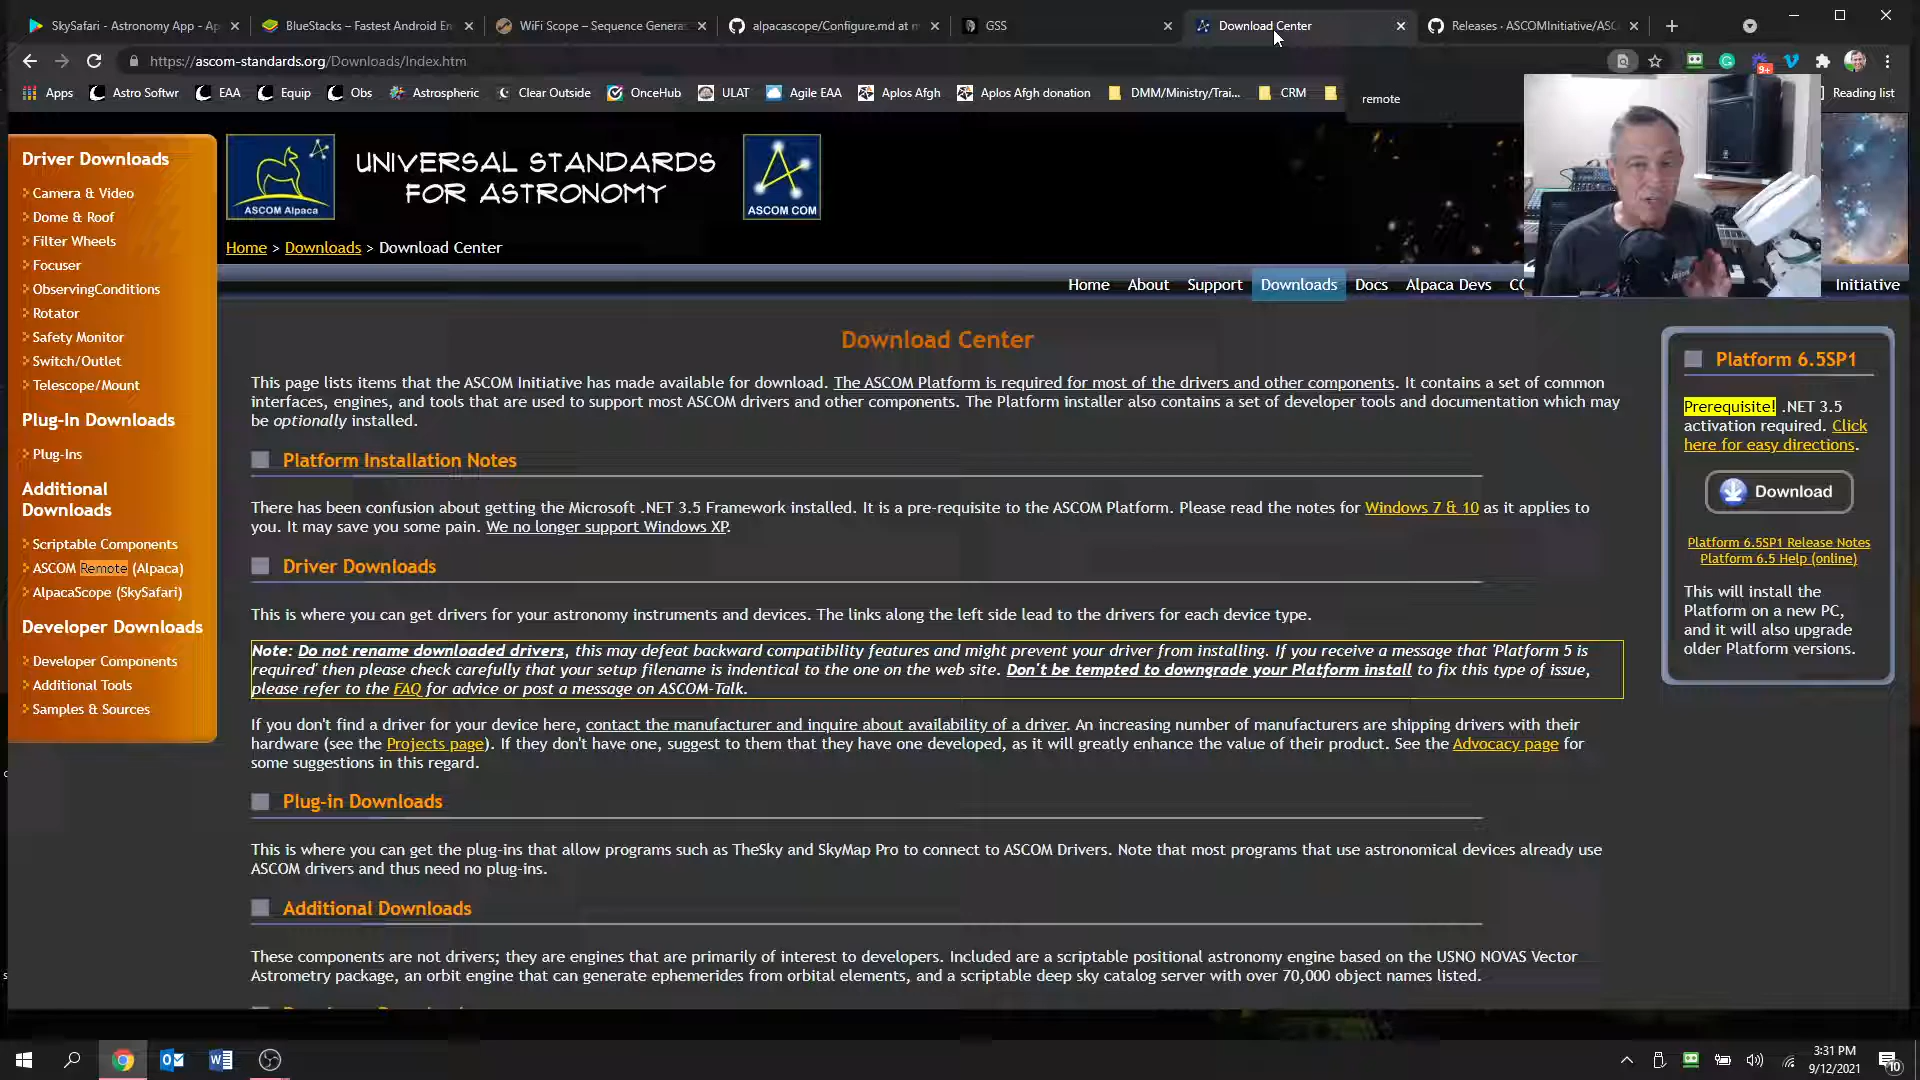 SkySafari - Astronomy App - Ap
BlueStacks – Fastest Android En
WiFi Scope – Sequence Genera
alpacascope/Configure.md at m
GSS
Download Center
Releases · ASCOMInitiative/ASC
https://ascom-standards.org/Downloads/Index.htm
9+
Apps
Astro Softwr
EAA
Equip
Obs
Astrospheric
Clear Outside
OnceHub
ULAT
Agile EAA
Aplos Afgh
Aplos Afgh donation
DMM/Ministry/Trai...
CRM
remote
Reading list
Driver Downloads
Camera & Video
Dome & Roof
Filter Wheels
Focuser
ObservingConditions
Rotator
Safety Monitor
Switch/Outlet
Telescope/Mount
Plug-In Downloads
Plug-Ins
Additional
Downloads
Scriptable Components
ASCOM Remote (Alpaca)
AlpacaScope (SkySafari)
Developer Downloads
Developer Components
Additional Tools
Samples & Sources
ASCOM Alpaca
UNIVERSAL STANDARDS
FOR ASTRONOMY
ASCOM COM
Home > Downloads > Download Center
Home
About
Support
Downloads
Docs
Alpaca Devs
Initiative
Download Center
This page lists items that the ASCOM Initiative has made available for download. The ASCOM Platform is required for most of the drivers and other components. It contains a set of common
interfaces, engines, and tools that are used to support most ASCOM drivers and other components. The Platform installer also contains a set of developer tools and documentation which may
be optionally installed.
Platform Installation Notes
There has been confusion about getting the Microsoft .NET 3.5 Framework installed. It is a pre-requisite to the ASCOM Platform. Please read the notes for Windows 7 & 10 as it applies to
you. It may save you some pain. We no longer support Windows XP.
Driver Downloads
This is where you can get drivers for your astronomy instruments and devices. The links along the left side lead to the drivers for each device type.
Note: Do not rename downloaded drivers, this may defeat backward compatibility features and might prevent your driver from installing. If you receive a message that 'Platform 5 is
required' then please check carefully that your setup filename is indentical to the one on the web site. Don't be tempted to downgrade your Platform install to fix this type of issue,
please refer to the FAQ for advice or post a message on ASCOM-Talk.
If you don't find a driver for your device here, contact the manufacturer and inquire about availability of a driver. An increasing number of manufacturers are shipping drivers with their
hardware (see the Projects page). If they don't have one, suggest to them that they have one developed, as it will greatly enhance the value of their product. See the Advocacy page for
some suggestions in this regard.
Plug-in Downloads
This is where you can get the plug-ins that allow programs such as TheSky and SkyMap Pro to connect to ASCOM Drivers. Note that most programs that use astronomical devices already use
ASCOM drivers and thus need no plug-ins.
Additional Downloads
These components are not drivers; they are engines that are primarily of interest to developers. Included are a scriptable positional astronomy engine based on the USNO NOVAS Vector
Astrometry package, an orbit engine that can generate ephemerides from orbital elements, and a scriptable deep sky catalog server with over 70,000 object names listed.
Platform 6.5SP1
Prerequisite! .NET 3.5
activation required. Click
here for easy directions.
Download
Platform 6.5SP1 Release Notes
Platform 6.5 Help (online)
This will install the
Platform on a new PC,
and it will also upgrade
older Platform versions.
3:31 PM
9/12/2021
10